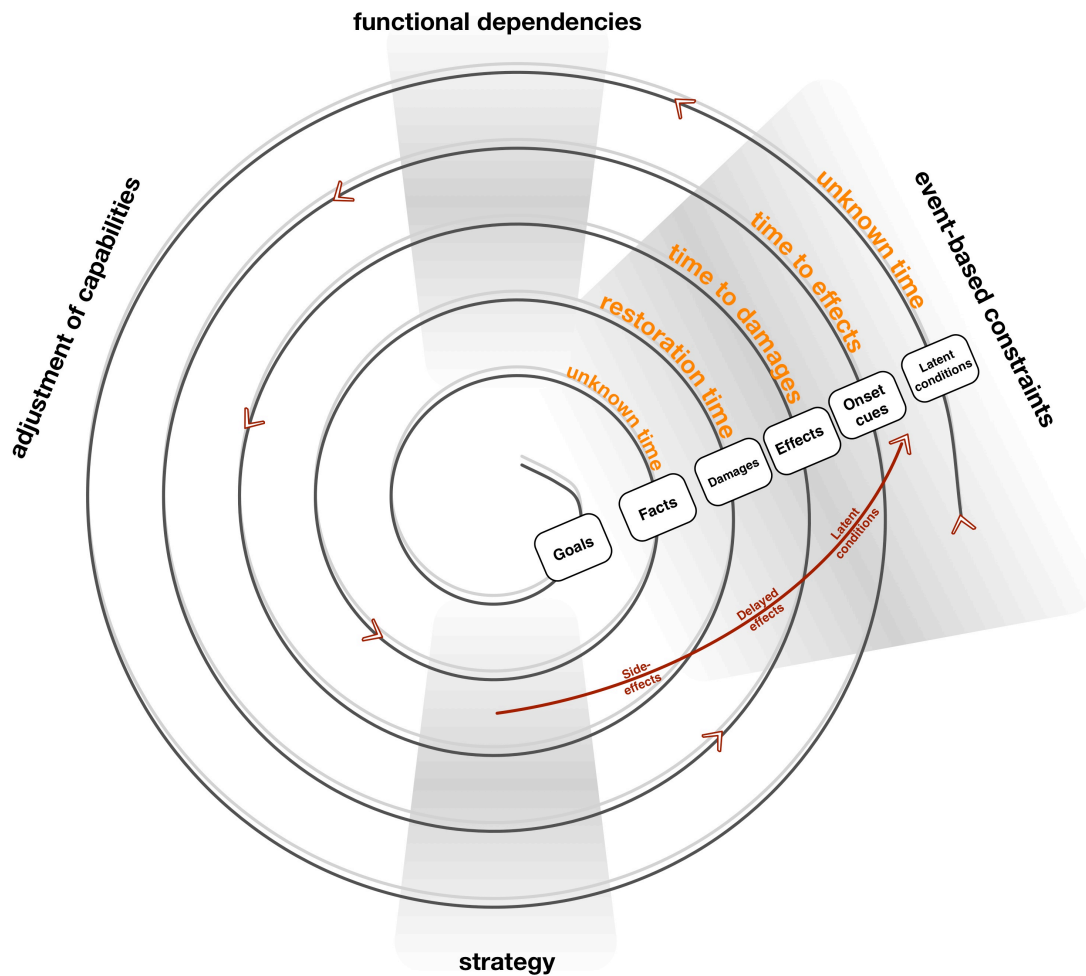 functional dependencies
adjustment of capabilities
event-based constraints
unknown time
time to effects
time to damages
restoration time
unknown time
Latent
conditions
Onset
cues
Effects
Damages
Facts
Goals
Latent
conditions
Delayed
effects
Side-
effects
strategy